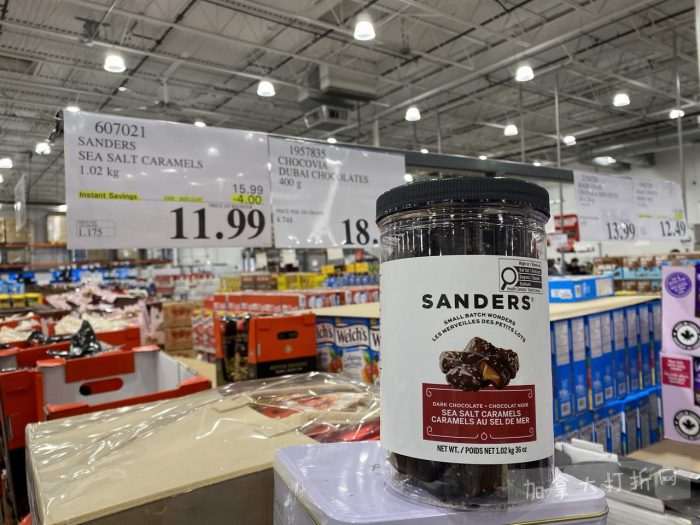 607021
SANDERS
SEA SALT CARAMELS
1.02 kg
Instant Savings
15.99
-4.00
11.99
1.175
1957835
CHOCOVIA
DUBAI CHOCOLATES
400 g
4.746
18.
13.99
12.49
SANDERS
SMALL BATCH WONDERS
LES MERVEILLES DES PETITS LOTS
DARK CHOCOLATE • CHOCOLAT NOIR
SEA SALT CARAMELS
CARAMELS AU SEL DE MER
NET WT. / POIDS NET 1.02 kg 36 oz
Welch's
Welch's
加拿大打折网